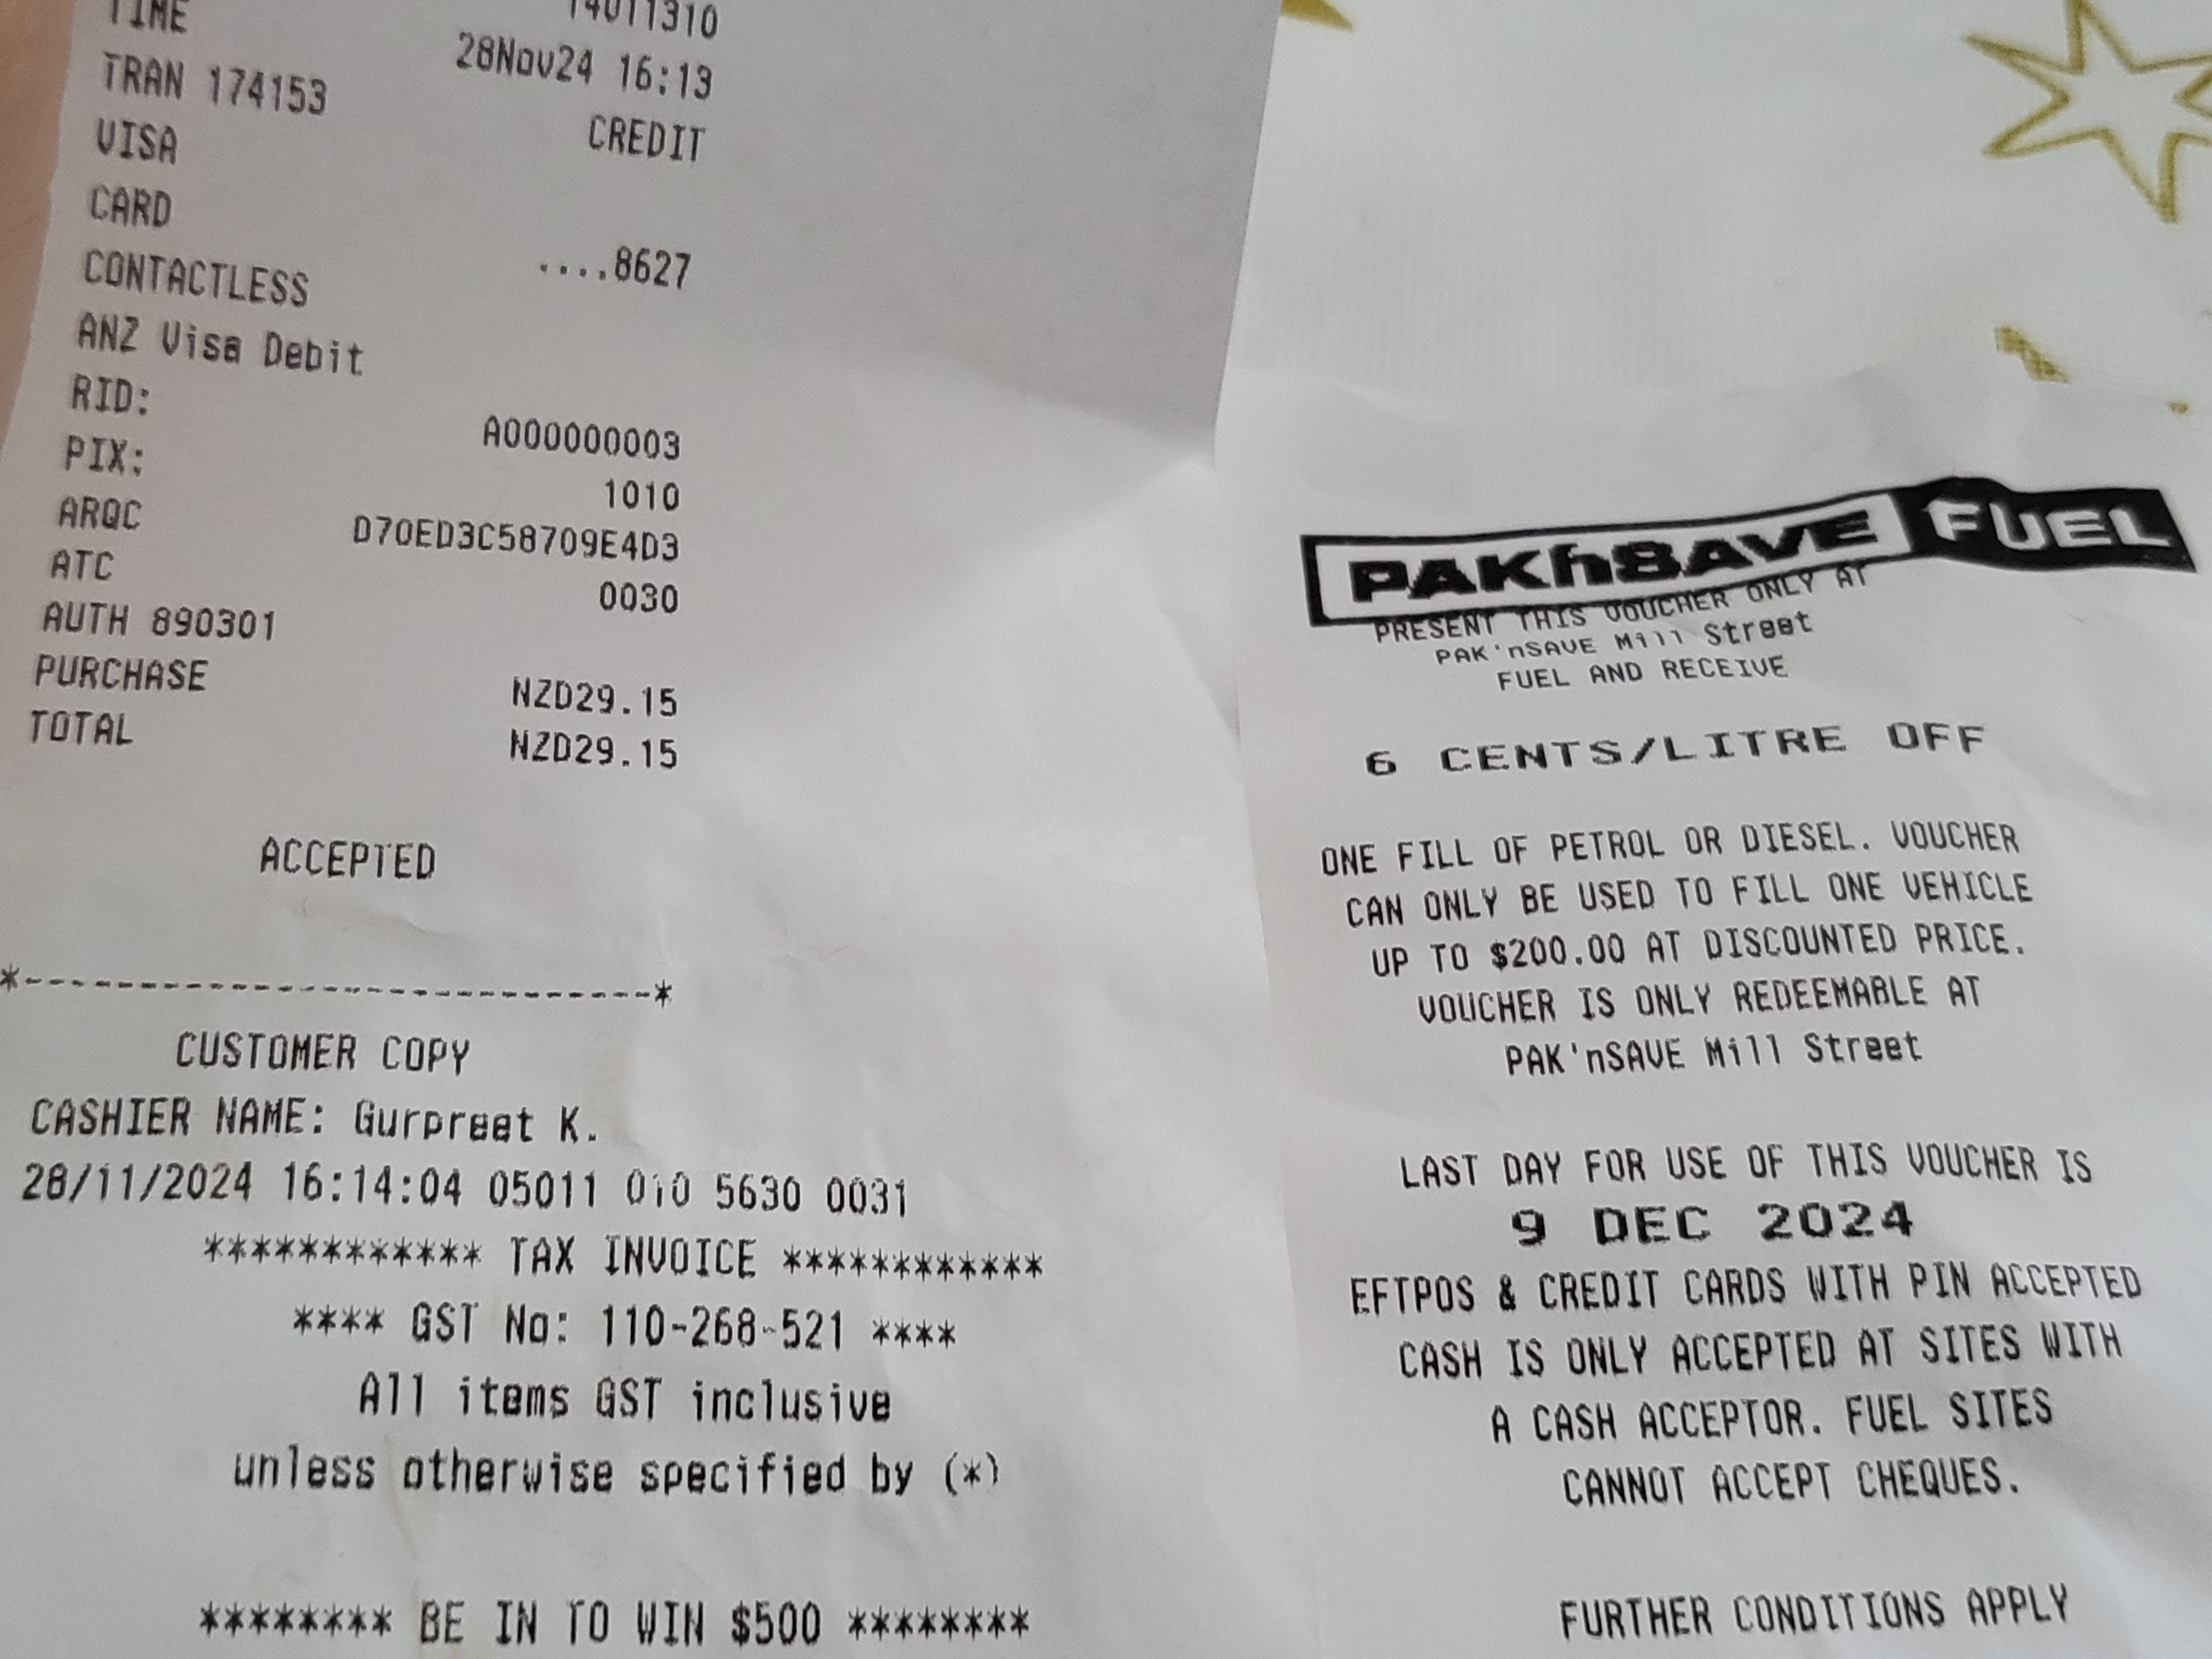 TIME 14011310
28Nov24 16:13
TRAN 174153 CREDIT
VISA
CARD ....8627
CONTACTLESS
ANZ Visa Debit
RID: A000000003
PIX: 1010
ARQC D70ED3C58709E4D3
ATC 0030
AUTH 890301
PURCHASE NZD29.15
TOTAL NZD29.15
ACCEPTED
*----------------------------*
CUSTOMER COPY
CASHIER NAME: Gurpreet K.
28/11/2024 16:14:04 05011 010 5630 0031
************ TAX INVOICE ************
**** GST No: 110-268-521 ****
All items GST inclusive
unless otherwise specified by (*)
******** BE IN TO WIN $500 ********
PAKnSAVE FUEL
PRESENT THIS VOUCHER ONLY AT
PAK'nSAVE Mill Street
FUEL AND RECEIVE
6 CENTS/LITRE OFF
ONE FILL OF PETROL OR DIESEL. VOUCHER
CAN ONLY BE USED TO FILL ONE VEHICLE
UP TO $200.00 AT DISCOUNTED PRICE.
VOUCHER IS ONLY REDEEMABLE AT
PAK'nSAVE Mill Street
LAST DAY FOR USE OF THIS VOUCHER IS
9 DEC 2024
EFTPOS & CREDIT CARDS WITH PIN ACCEPTED
CASH IS ONLY ACCEPTED AT SITES WITH
A CASH ACCEPTOR. FUEL SITES
CANNOT ACCEPT CHEQUES.
FURTHER CONDITIONS APPLY